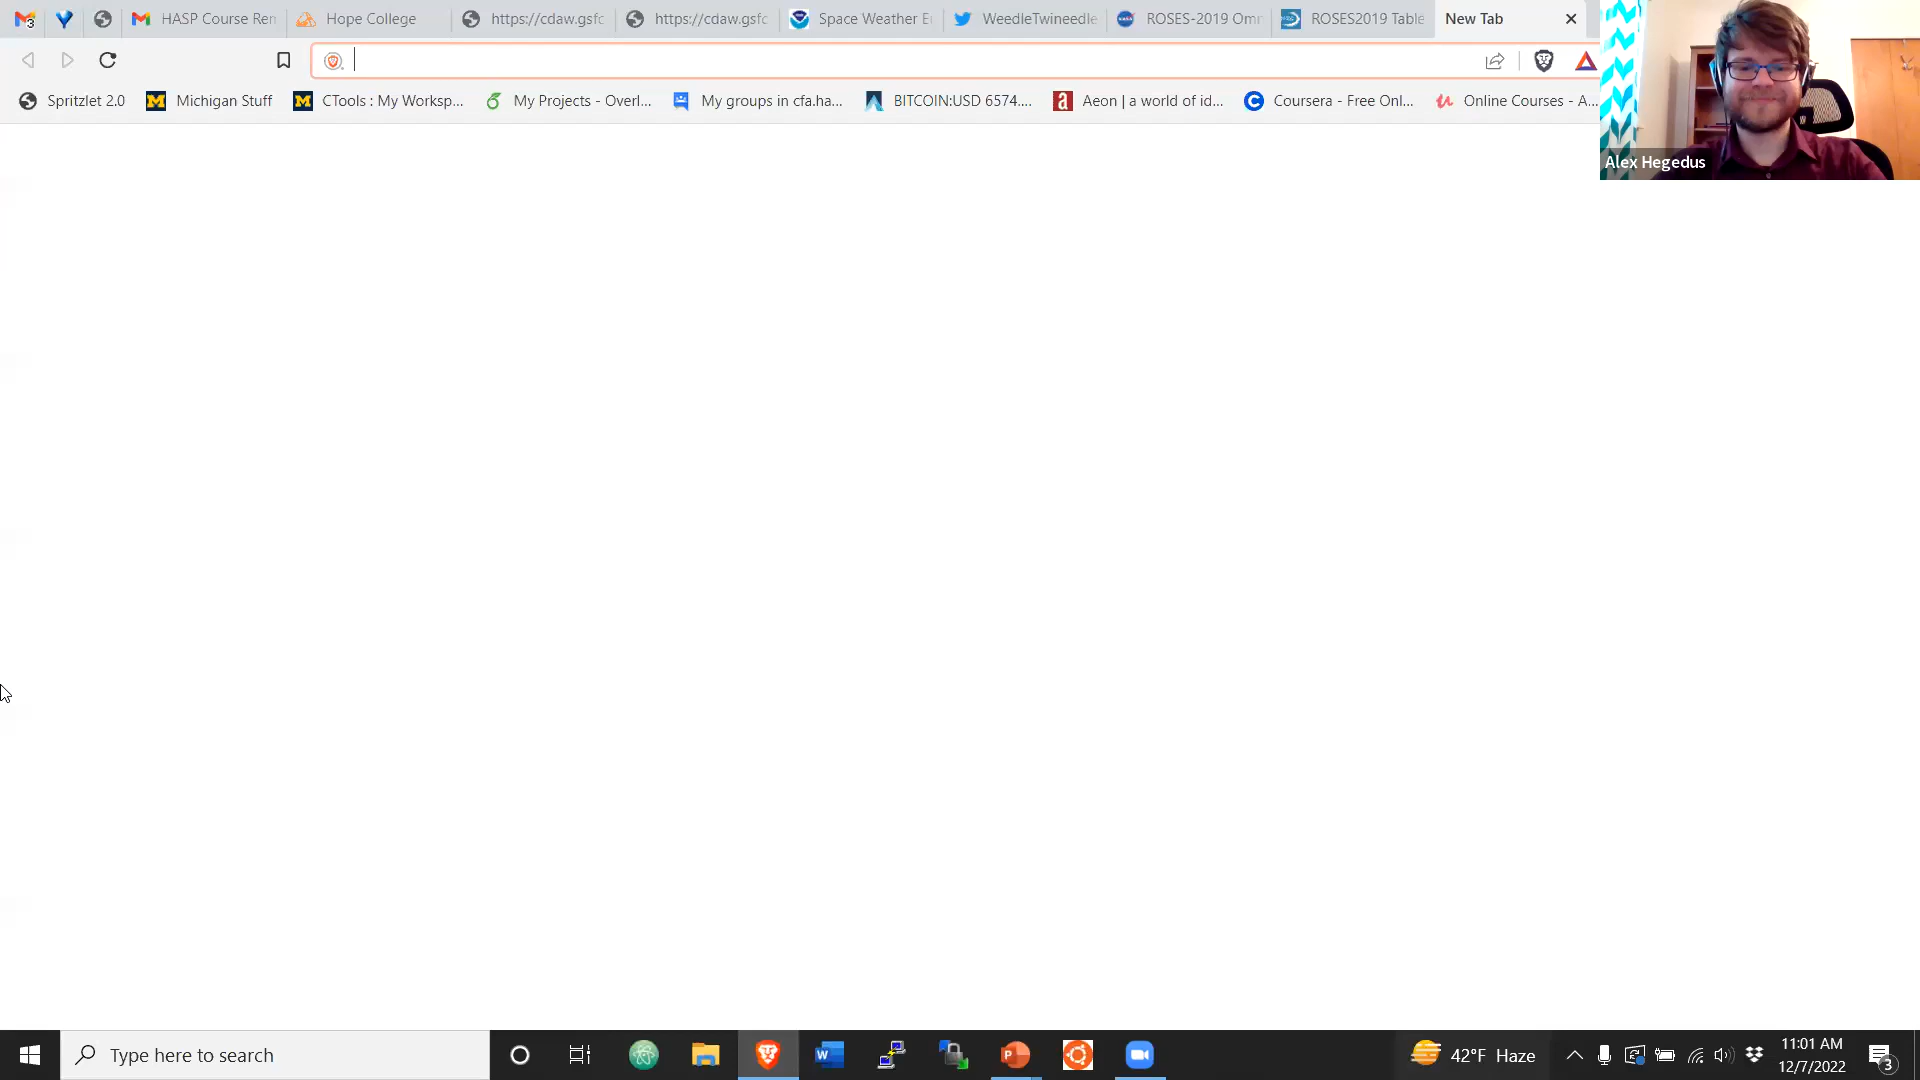 3 HASP Course Ren Hope College https://cdaw.gsfc https://cdaw.gsfc Space Weather E WeedleTwineedle ROSES-2019 Om ROSES2019 Table New Tab
Spritzlet 2.0 Michigan Stuff CTools : My Worksp... My Projects - Overl... My groups in cfa.ha... BITCOIN:USD 6574.... Aeon | a world of id... Coursera - Free Onl... Online Courses - A...
Alex Hegedus
Type here to search 42°F Haze 11:01 AM
12/7/2022 3